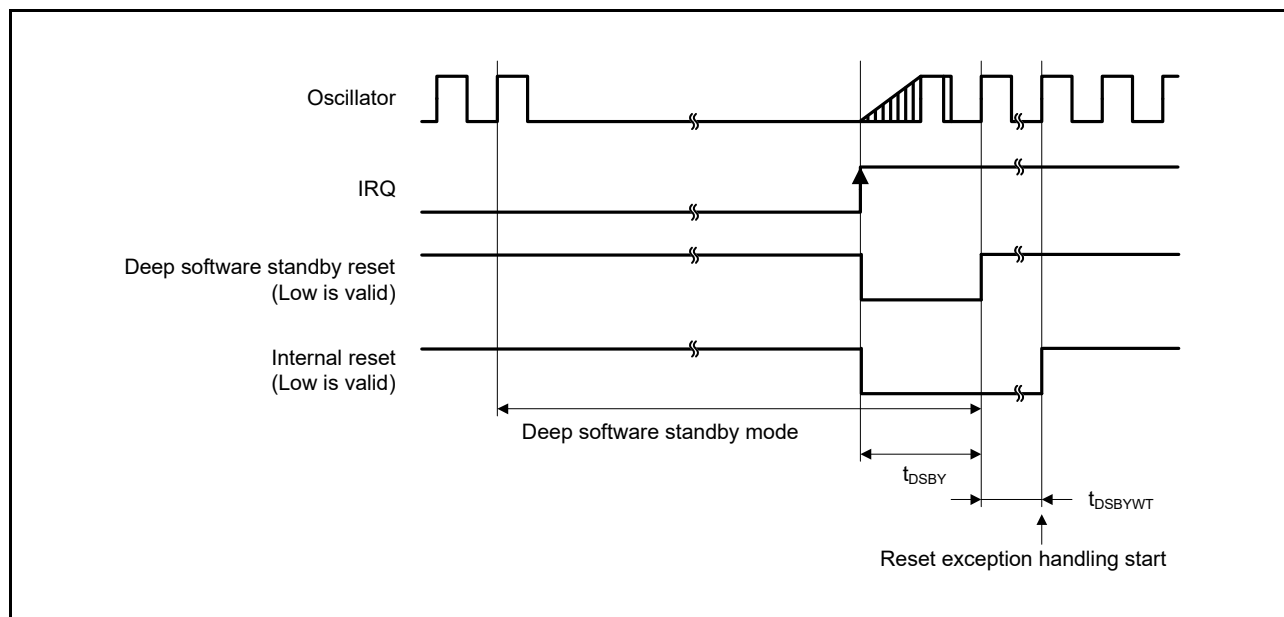 Oscillator
IRQ
Deep software standby reset
(Low is valid)
Internal reset
(Low is valid)
Deep software standby mode
tDSBY
tDSBYWT
Reset exception handling start